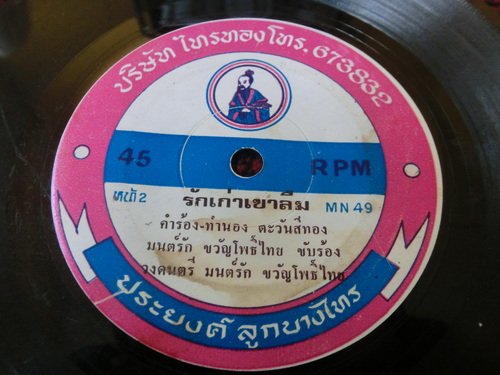 บริษัท ไทรทอง โทร. 673832
45 RPM
หน้า 2
รักเก่าเขาลืม
MN 49
คำร้อง-ทำนอง ตะวันสีทอง
มนต์รัก ขวัญโพธิ์ไทย ขับร้อง
วงดนตรี มนต์รัก ขวัญโพธิ์ไทย
ประยงค์ ลูกบางไทร